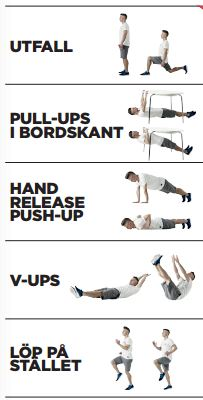 UTFALL
PULL-UPS
I BORDSKANT
HAND
RELEASE
PUSH-UP
V-UPS
LÖP PÅ
STÄLLET